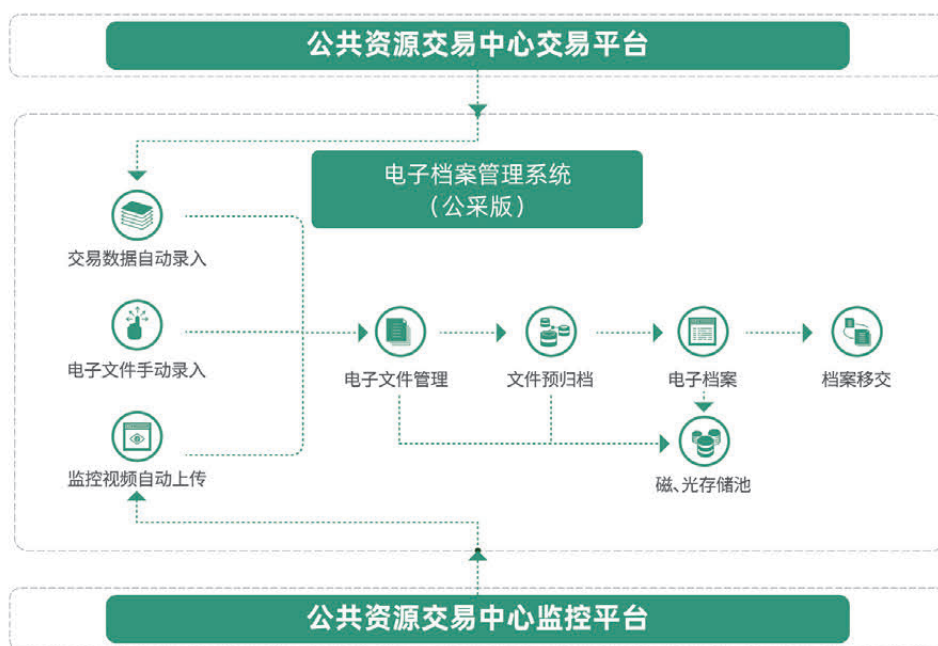 公共资源交易中心交易平台
电子档案管理系统
（公采版）
交易数据自动录入
电子文件手动录入
电子文件管理
文件预归档
电子档案
档案移交
监控视频自动上传
磁、光存储池
公共资源交易中心监控平台